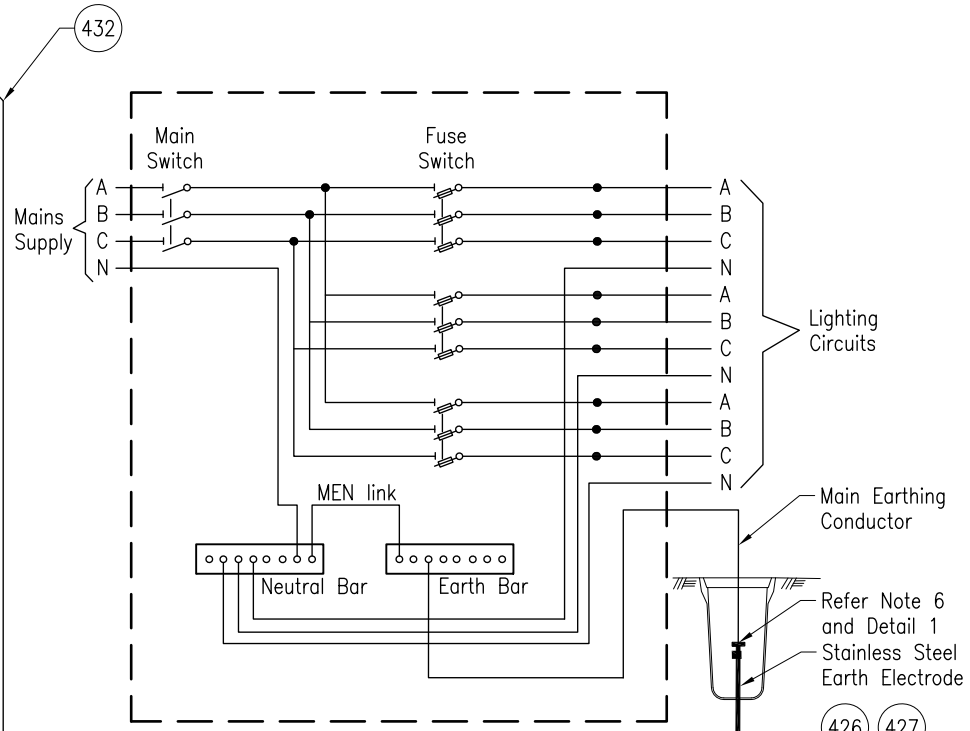 432
Main
Switch
Fuse
Switch
Mains
Supply
A
B
C
N
A
B
C
N
A
B
C
N
A
B
C
N
Lighting
Circuits
MEN link
Neutral Bar
Earth Bar
Main Earthing
Conductor
Refer Note 6
and Detail 1
Stainless Steel
Earth Electrode
426 427